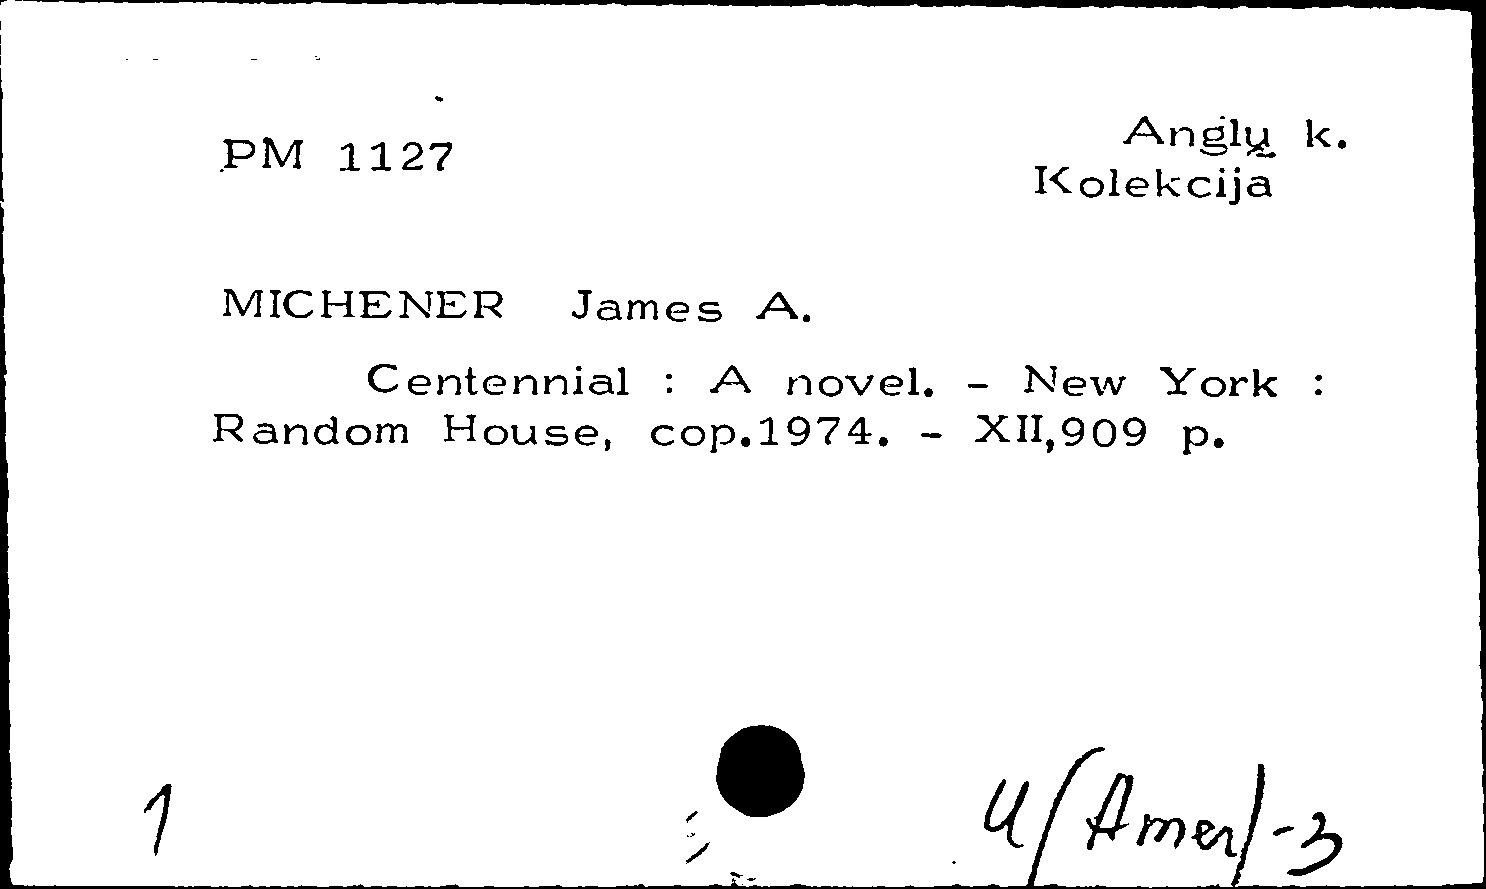 PM 1127
Anglų k.
Kolekcija
MICHENER James A.
Centennial : A novel. - New York :
Random House, cop.1974. - XII,909 p.
1
U(Amer)-3